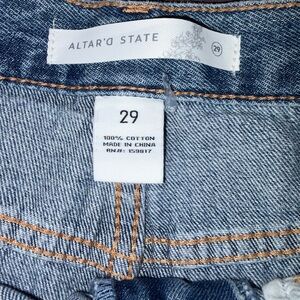 ALTAR'D STATE
29
29
100% COTTON
MADE IN CHINA
RN#: 159817